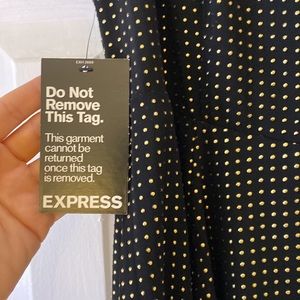 Do Not
Remove
This Tag.
This garment
cannot be
returned
once this tag
is removed.
EXPRESS